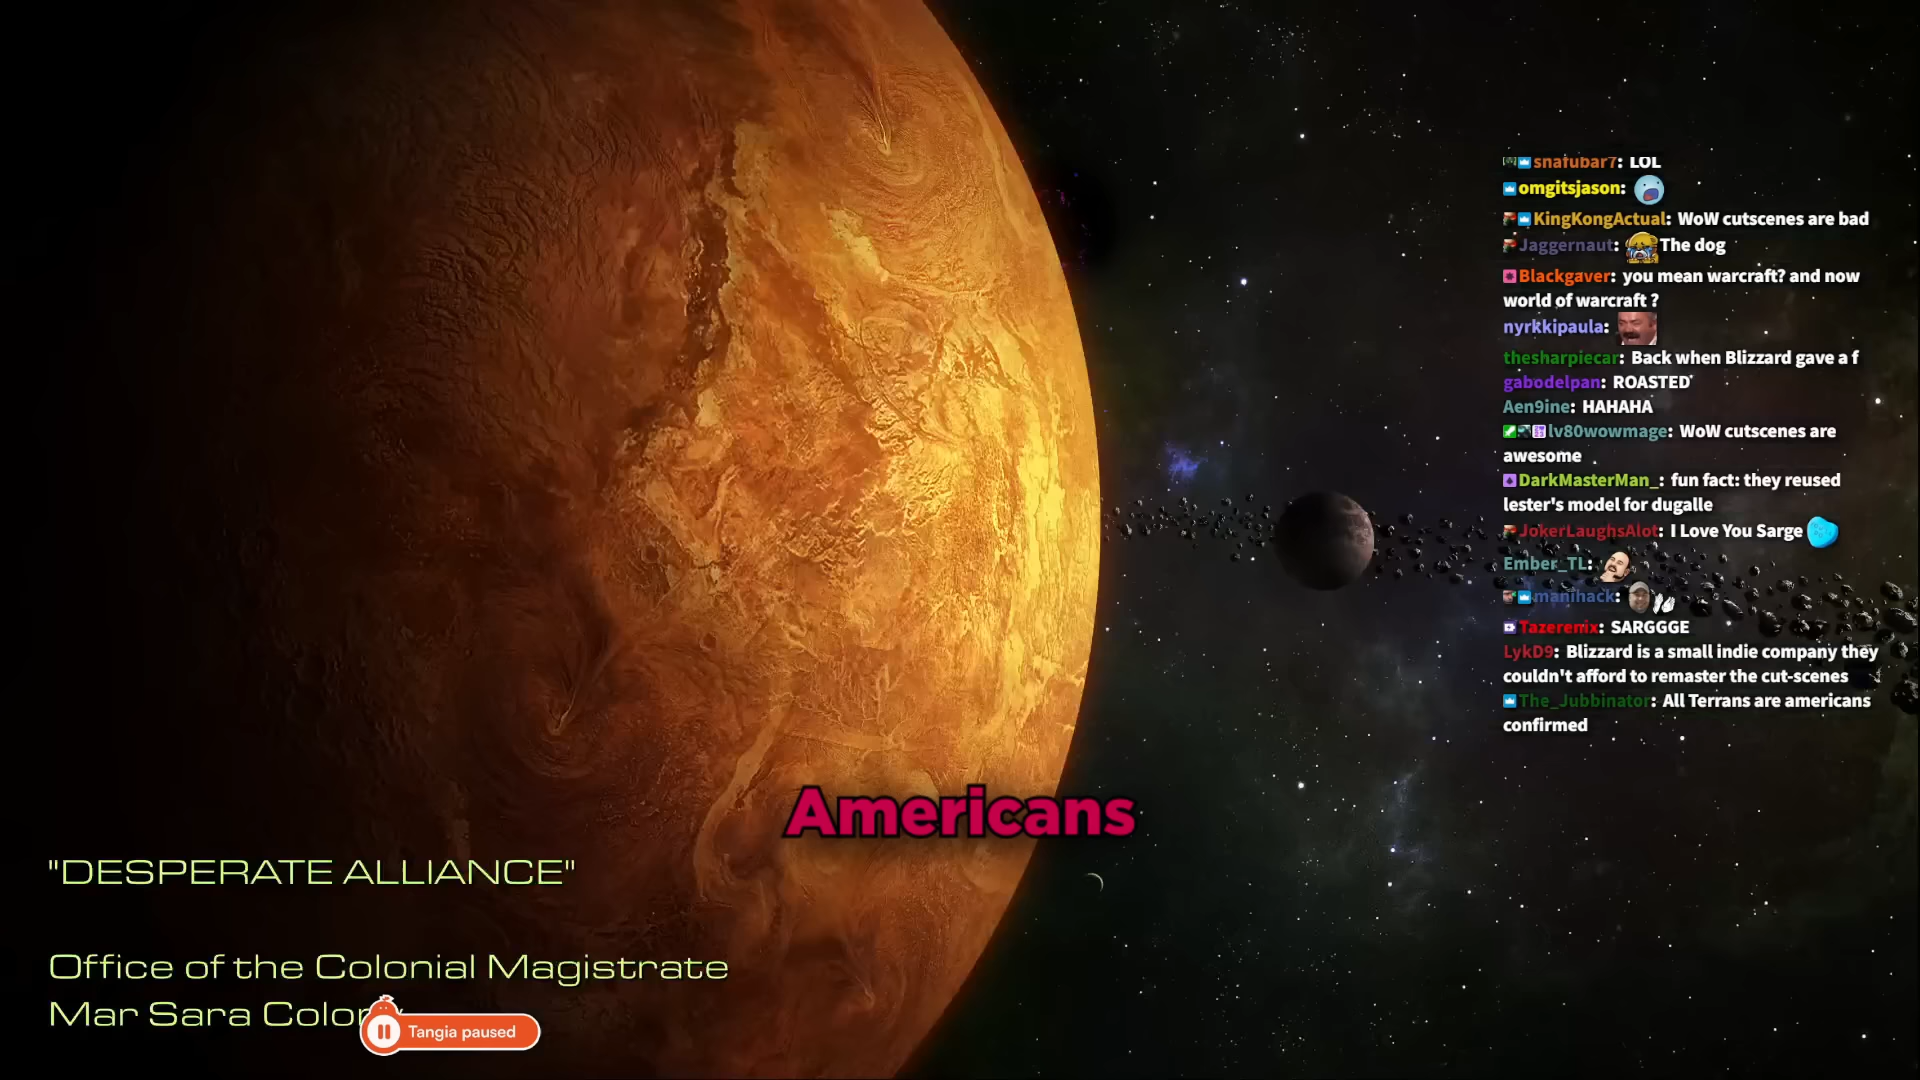 snafubar7: LOL
omgitsjason:
KingKongActual: WoW cutscenes are bad
Jaggernaut: The dog
Blackgaver: you mean warcraft? and now
world of warcraft ?
nyrkkipaula:
thesharpiecar: Back when Blizzard gave a f
gabodelpan: ROASTED
Aen9ine: HAHAHA
lv80wowmage: WoW cutscenes are
awesome
DarkMasterMan_: fun fact: they reused
lester's model for dugalle
JokerLaughsAlot: I Love You Sarge
Ember_TL:
manihack:
Tazerenix: SARGGGE
LykD9: Blizzard is a small indie company they
couldn't afford to remaster the cut-scenes
The_Jubbinator: All Terrans are americans
confirmed
Americans
"DESPERATE ALLIANCE"
Office of the Colonial Magistrate
Mar Sara
Tangia paused